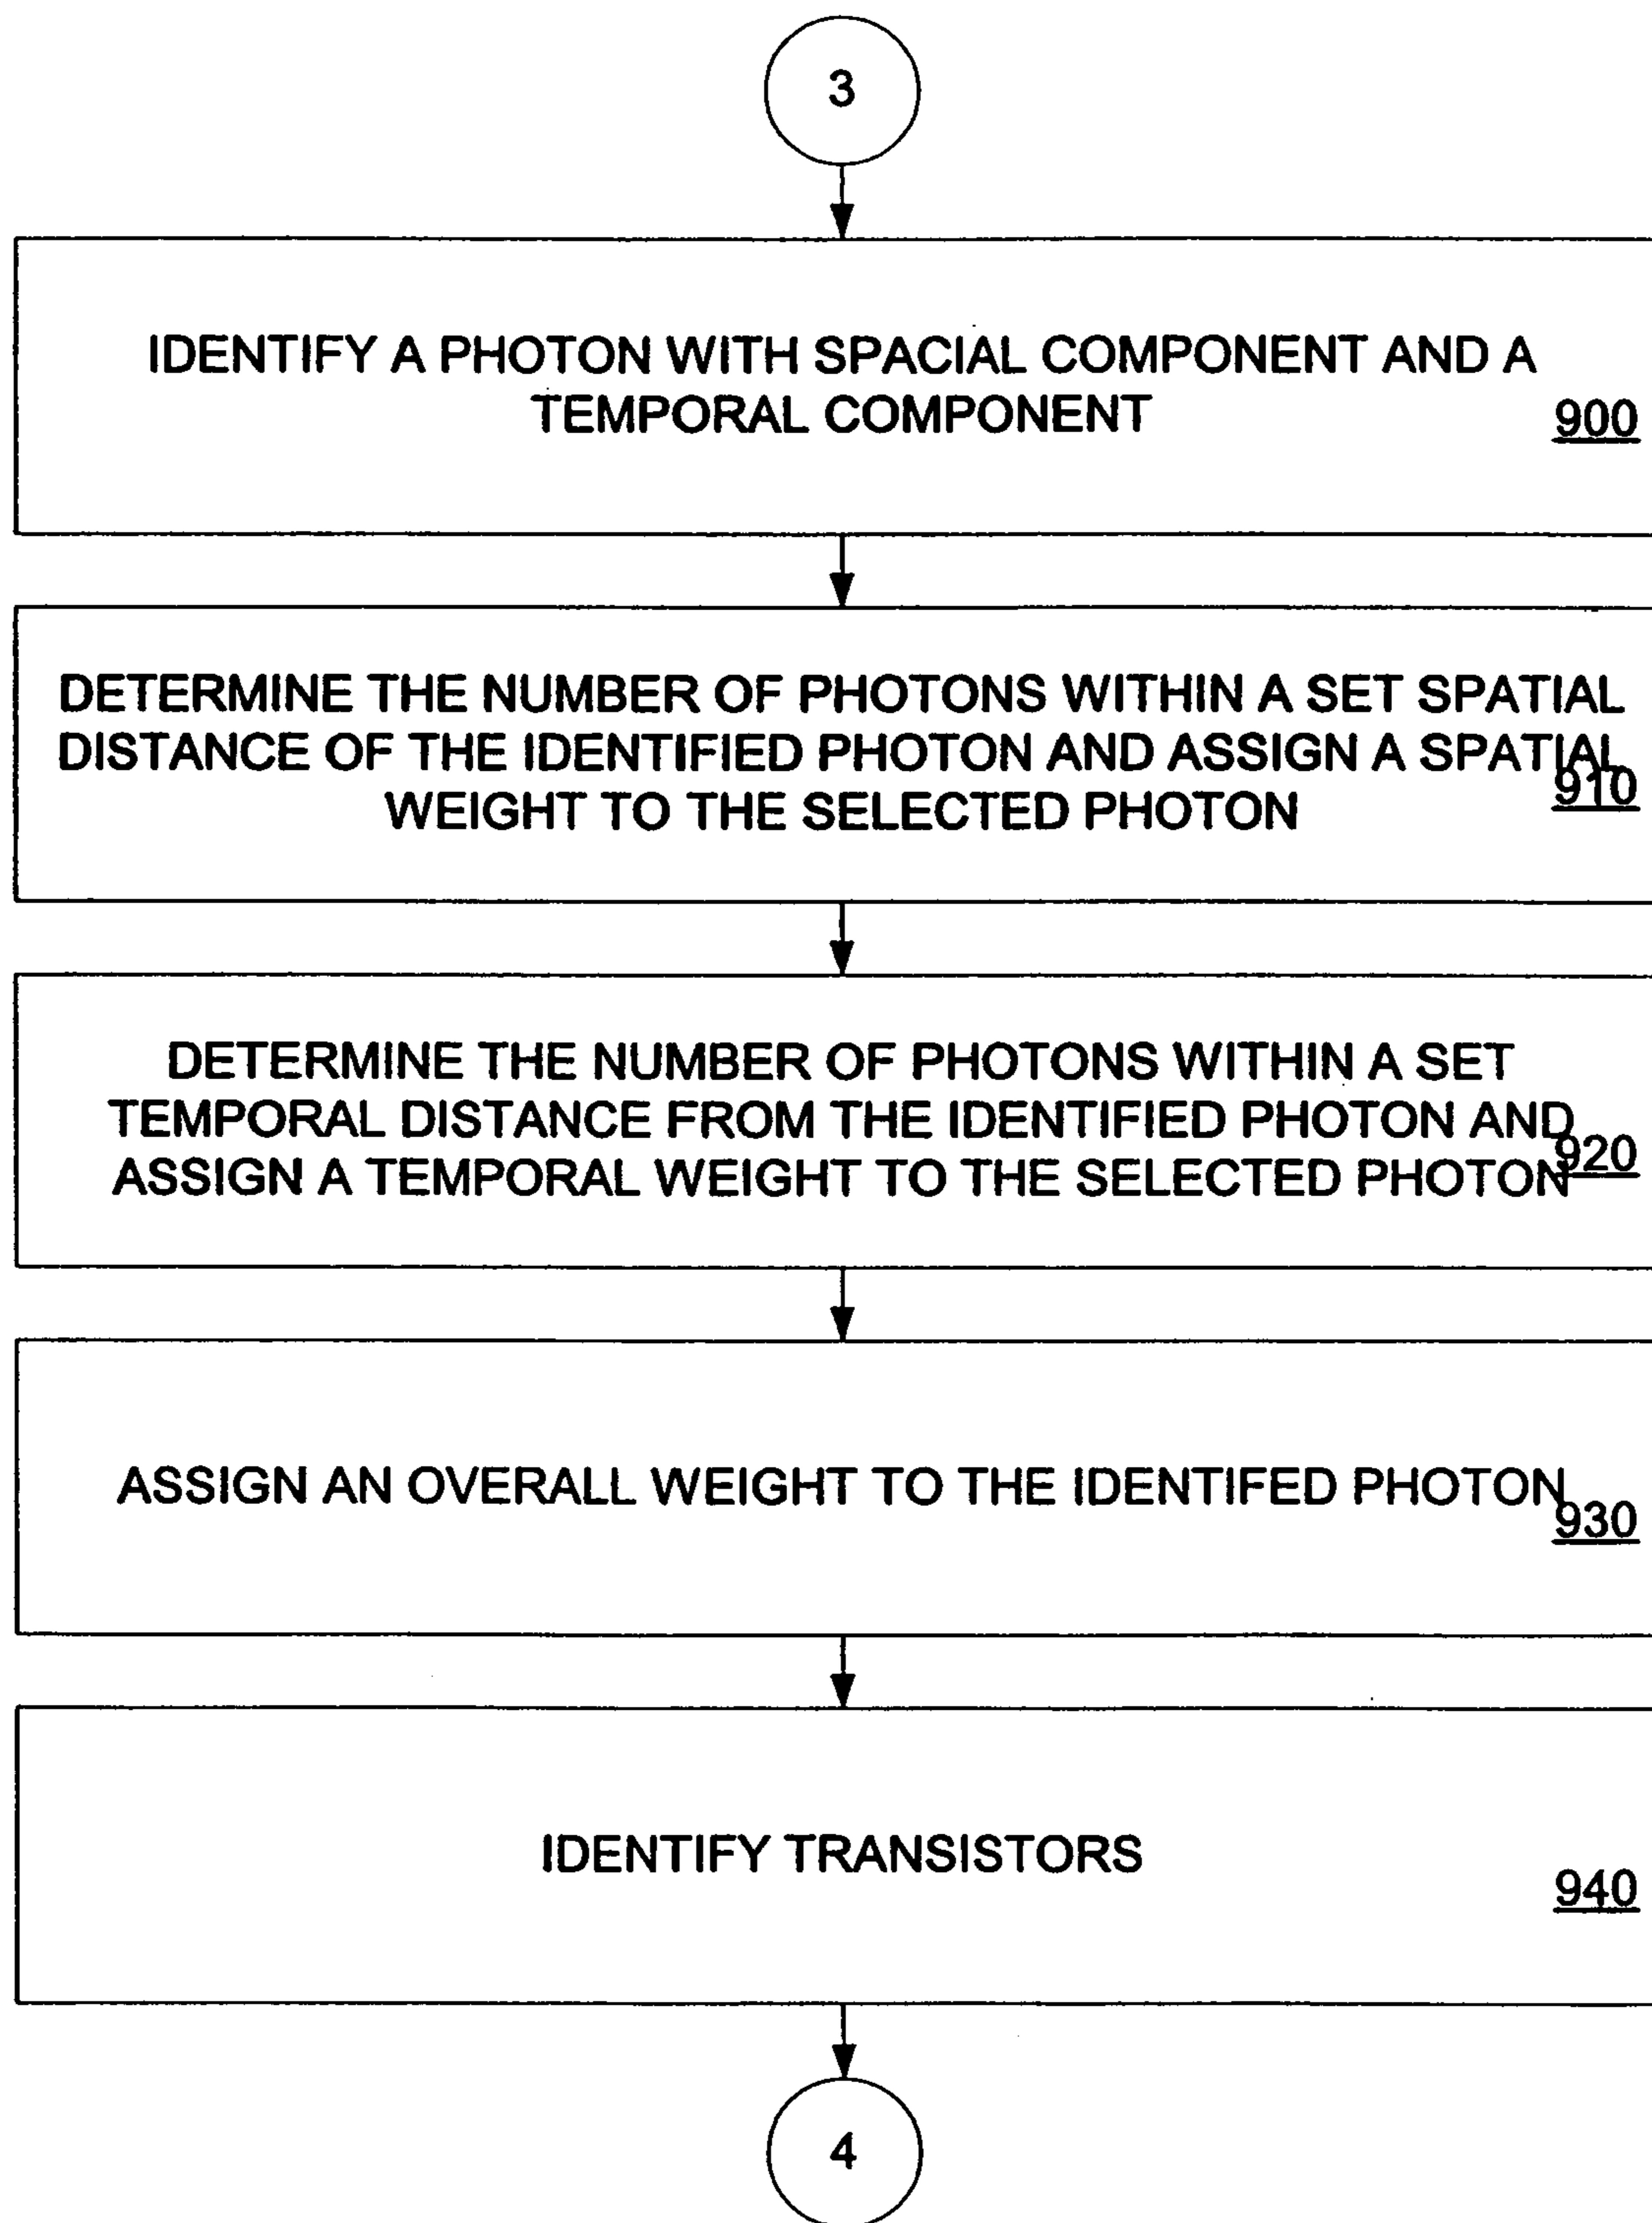 3
IDENTIFY A PHOTON WITH SPACIAL COMPONENT AND A
TEMPORAL COMPONENT
900
DETERMINE THE NUMBER OF PHOTONS WITHIN A SET SPATIAL
DISTANCE OF THE IDENTIFIED PHOTON AND ASSIGN A SPATIAL
WEIGHT TO THE SELECTED PHOTON
910
DETERMINE THE NUMBER OF PHOTONS WITHIN A SET
TEMPORAL DISTANCE FROM THE IDENTIFIED PHOTON AND
ASSIGN A TEMPORAL WEIGHT TO THE SELECTED PHOTON
920
ASSIGN AN OVERALL WEIGHT TO THE IDENTIFED PHOTON
930
IDENTIFY TRANSISTORS
940
4